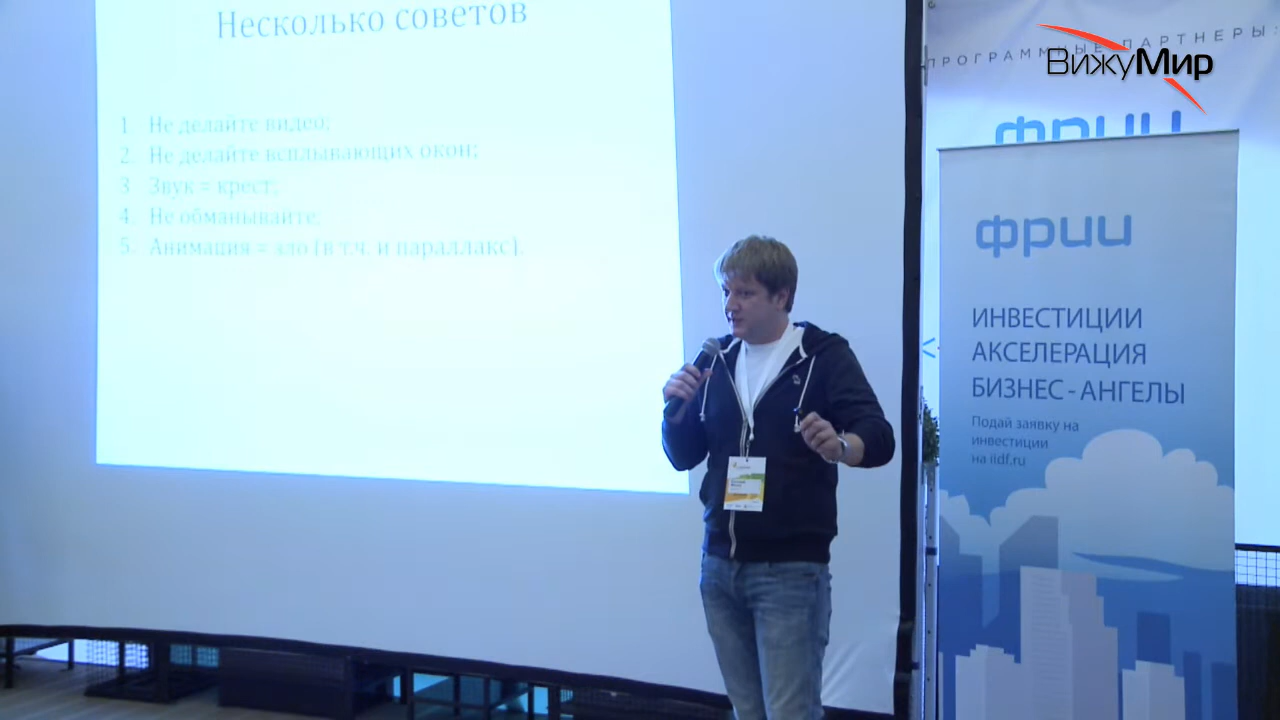 Несколько советов
1. Не делайте видео;
2. Не делайте всплывающих окон;
3 Звук = крест;
4. Не обманывайте;
5. Анимация = зло (в т.ч. и параллакс).
ПРОГРАММНЫЕ ПАРТНЕРЫ:
ВижуМир
фрии
фрии
ИНВЕСТИЦИИ
АКСЕЛЕРАЦИЯ
БИЗНЕС - АНГЕЛЫ
Подай заявку на
инвестиции
на iidf.ru